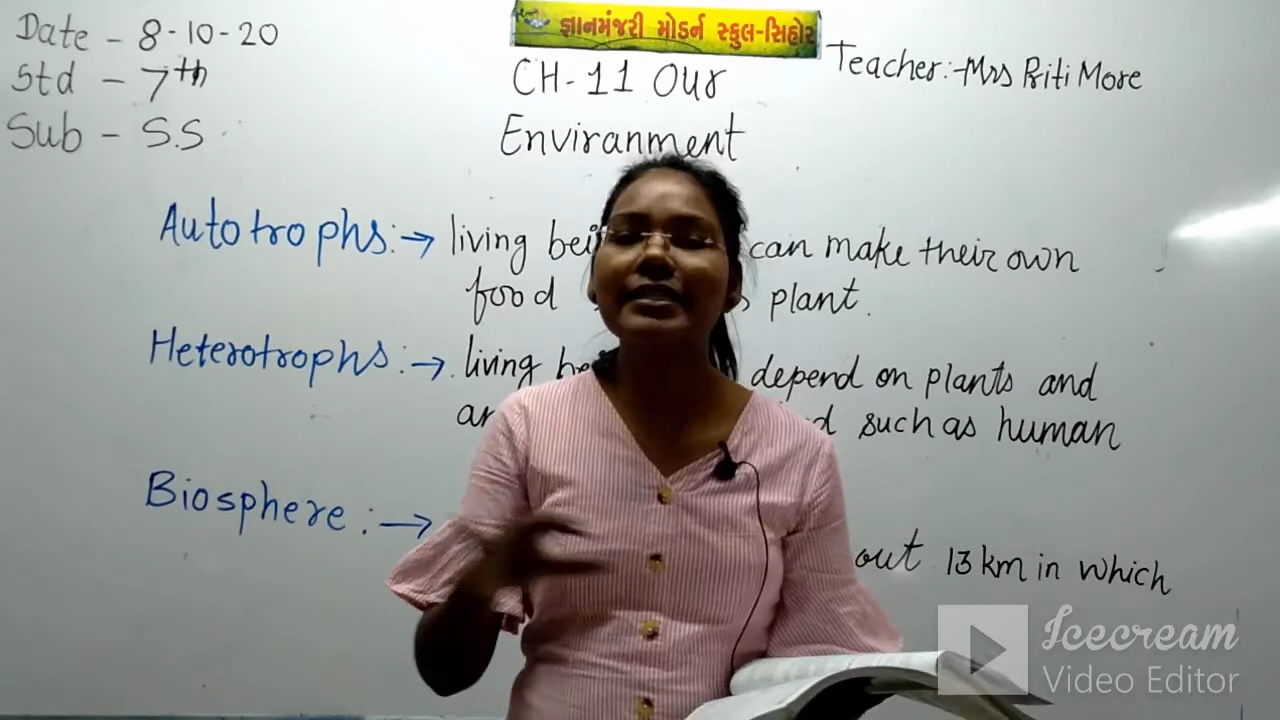 Date - 8-10-20
Std - 7th
Sub - S.S
જ્ઞાનમંજરી મોડર્ન સ્કુલ-સિહોર
CH-11 Our
Enviranment
Teacher:-Mrs Priti More
Autotrophs:→ living can make their own
food plant.
Heterotrophs:→ living depend on plants and
such as human
Biosphere:→ out 13 km in which
Icecream
Video Editor